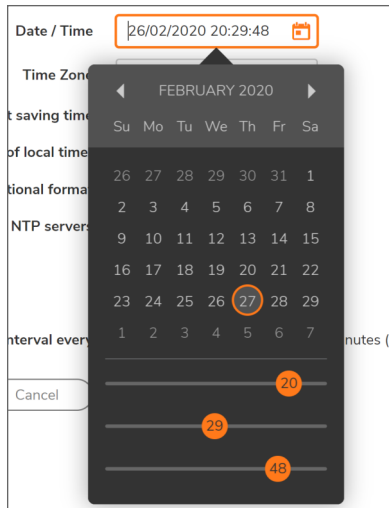 Date / Time 26/02/2020 20:29:48
Time Zone
t saving time
of local time
tional forma
NTP servers
nterval every nutes (
Cancel
FEBRUARY 2020
Su Mo Tu We Th Fr Sa
26 27 28 29 30 31 1
2 3 4 5 6 7 8
9 10 11 12 13 14 15
16 17 18 19 20 21 22
23 24 25 26 27 28 29
1 2 3 4 5 6 7
20
29
48